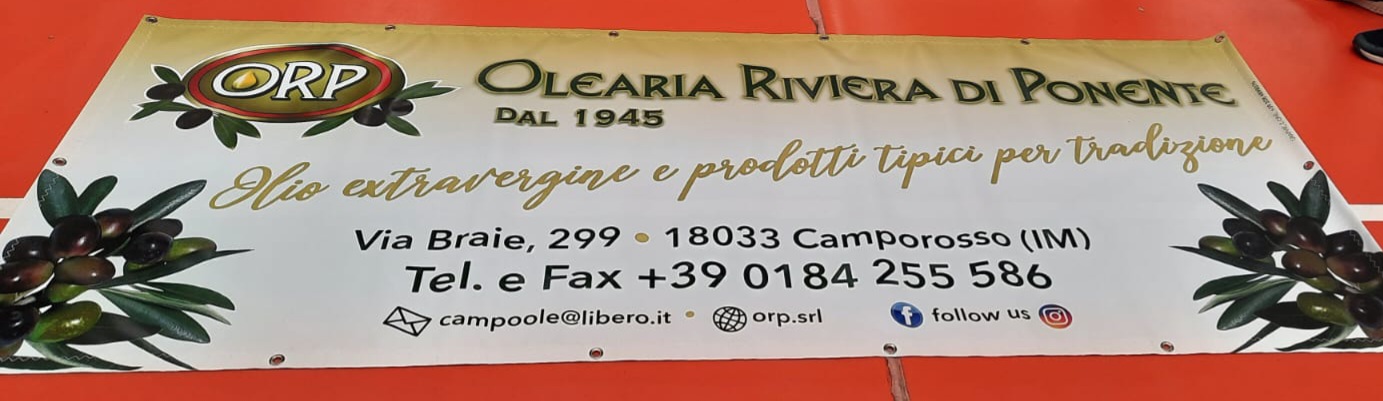 ORP
OLEARIA RIVIERA DI PONENTE
DAL 1945
Olio extravergine e prodotti tipici per tradizione
Via Braie, 299 • 18033 Camporosso (IM)
Tel. e Fax +39 0184 255 586
campoole@libero.it • orp.srl f follow us